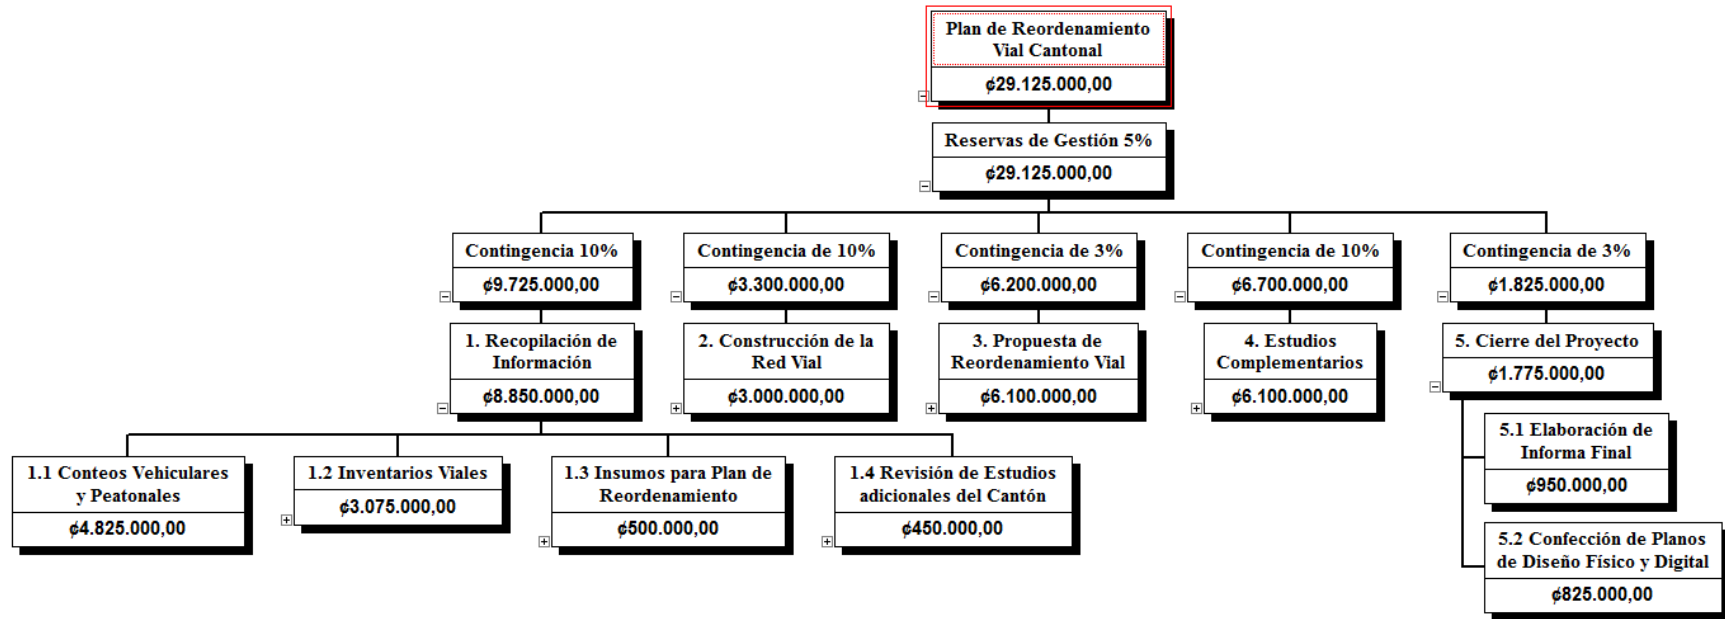 Plan de Reordenamiento
Vial Cantonal
¢29.125.000,00
Reservas de Gestión 5%
¢29.125.000,00
Contingencia 10%
¢9.725.000,00
Contingencia de 10%
¢3.300.000,00
Contingencia de 3%
¢6.200.000,00
Contingencia de 10%
¢6.700.000,00
Contingencia de 3%
¢1.825.000,00
1. Recopilación de
Información
¢8.850.000,00
2. Construcción de la
Red Vial
¢3.000.000,00
3. Propuesta de
Reordenamiento Vial
¢6.100.000,00
4. Estudios
Complementarios
¢6.100.000,00
5. Cierre del Proyecto
¢1.775.000,00
1.1 Conteos Vehiculares
y Peatonales
¢4.825.000,00
1.2 Inventarios Viales
¢3.075.000,00
1.3 Insumos para Plan de
Reordenamiento
¢500.000,00
1.4 Revisión de Estudios
adicionales del Cantón
¢450.000,00
5.1 Elaboración de
Informa Final
¢950.000,00
5.2 Confección de Planos
de Diseño Físico y Digital
¢825.000,00